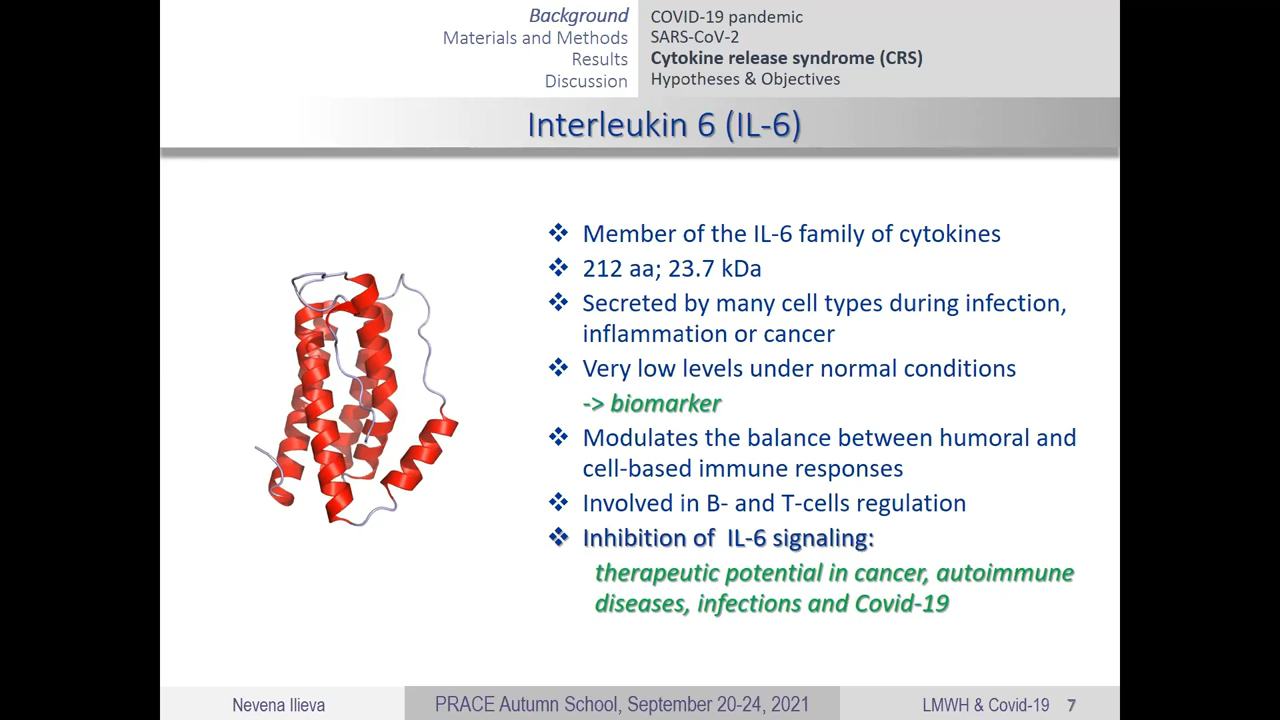 Background
Materials and Methods
Results
Discussion
COVID-19 pandemic
SARS-CoV-2
Cytokine release syndrome (CRS)
Hypotheses & Objectives
Interleukin 6 (IL-6)
❖ Member of the IL-6 family of cytokines
❖ 212 aa; 23.7 kDa
❖ Secreted by many cell types during infection,
inflammation or cancer
❖ Very low levels under normal conditions
-> biomarker
❖ Modulates the balance between humoral and
cell-based immune responses
❖ Involved in B- and T-cells regulation
❖ Inhibition of IL-6 signaling:
therapeutic potential in cancer, autoimmune
diseases, infections and Covid-19
Nevena Ilieva
PRACE Autumn School, September 20-24, 2021
LMWH & Covid-19 7